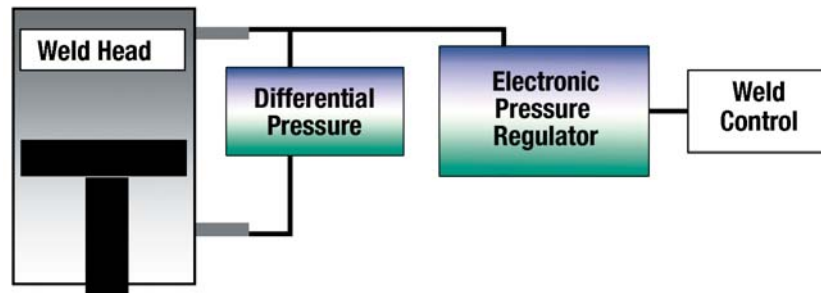 Weld Head
Differential
Pressure
Electronic
Pressure
Regulator
Weld
Control